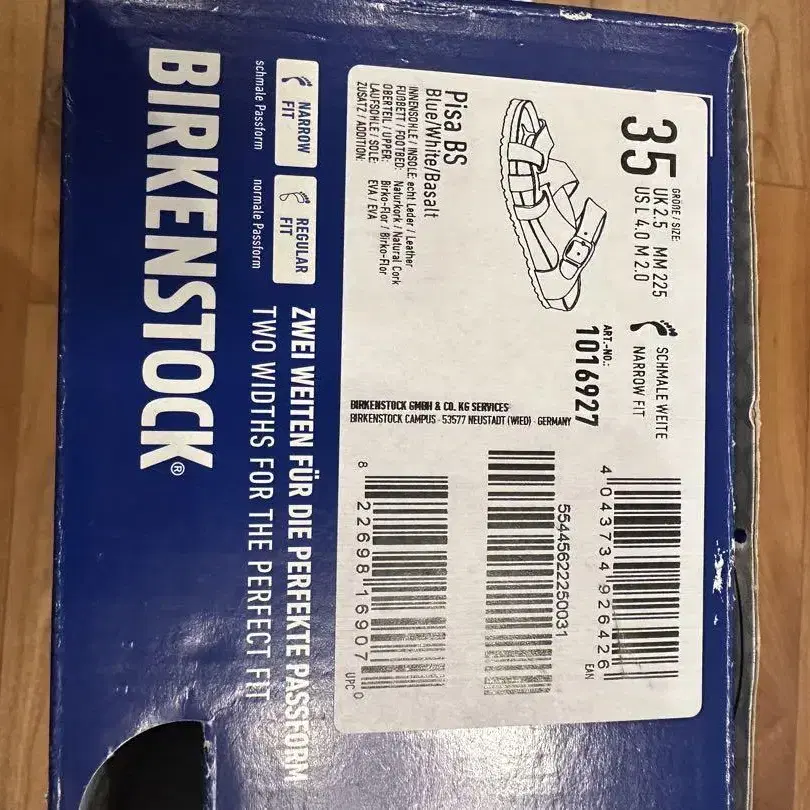 BIRKENSTOCK®
NARROW FIT
schmale Passform
REGULAR FIT
normale Passform
ZWEI WEITEN FÜR DIE PERFEKTE PASSFORM
TWO WIDTHS FOR THE PERFECT FIT
GRÖßE / SIZE:
35
UK 2.5 MM 225
US L 4.0 M 2.0
SCHMALE WEITE
NARROW FIT
ART.-NO.:
1016927
Pisa BS
Blue/White/Basalt
INNENSOHLE / INSOLE: echt Leder / Leather
FUßBETT / FOOTBED: Naturkork / Natural Cork
OBERTEIL / UPPER: Birko-Flor / Birko-Flor
LAUFSOHLE / SOLE: EVA / EVA
ZUSATZ / ADDITION:
BIRKENSTOCK GMBH & CO. KG SERVICES
BIRKENSTOCK CAMPUS · 53577 NEUSTADT (WIED) · GERMANY
4 043734 926426
EAN
55445622250031
8 22698 16907 0
UPC